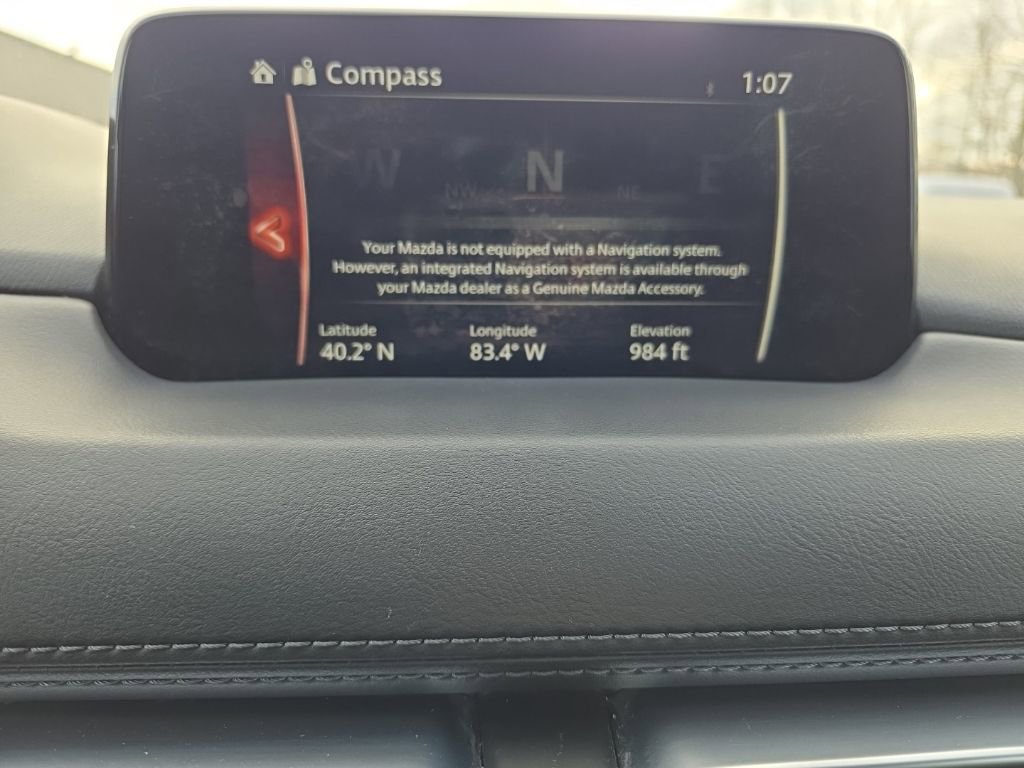 Compass
1:07
W NW N NE E
Your Mazda is not equipped with a Navigation system.
However, an integrated Navigation system is available through
your Mazda dealer as a Genuine Mazda Accessory.
Latitude Longitude Elevation
40.2° N 83.4° W 984 ft